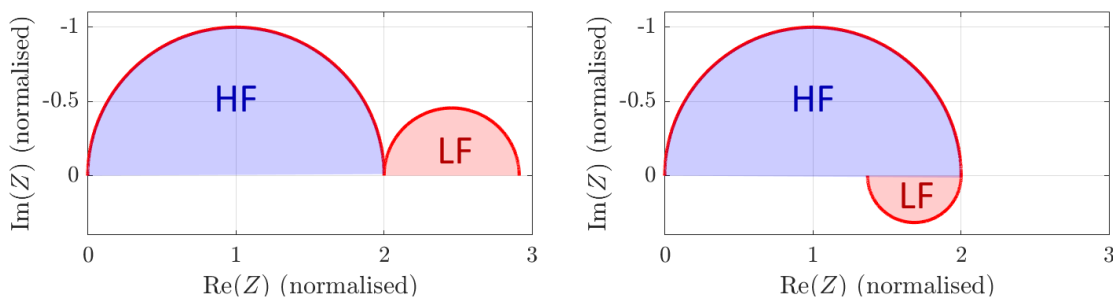 -1
-0.5
0
Im(Z) (normalised)
HF
LF
0
1
2
3
Re(Z) (normalised)
-1
-0.5
0
Im(Z) (normalised)
HF
LF
0
1
2
3
Re(Z) (normalised)